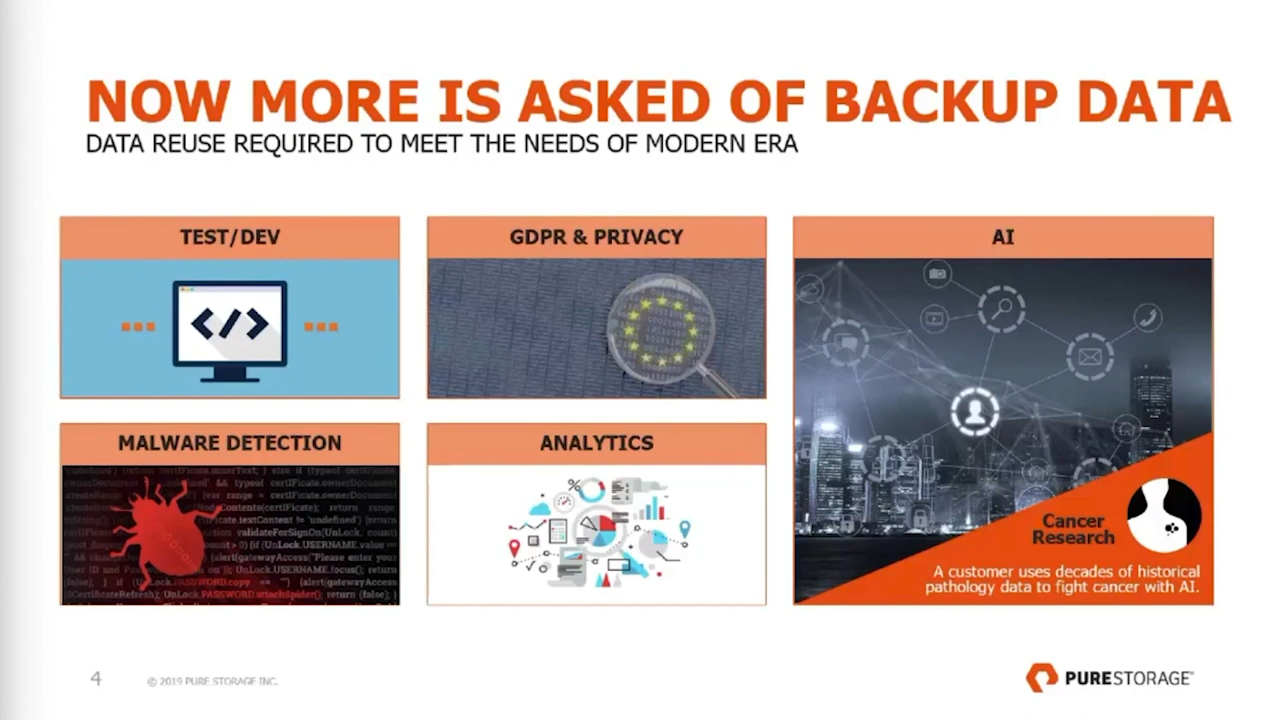 NOW MORE IS ASKED OF BACKUP DATA
DATA REUSE REQUIRED TO MEET THE NEEDS OF MODERN ERA
TEST/DEV
</>
GDPR & PRIVACY
AI
MALWARE DETECTION
ANALYTICS
%
Cancer
Research
A customer uses decades of historical
pathology data to fight cancer with AI.
4
© 2019 PURE STORAGE INC.
PURESTORAGE